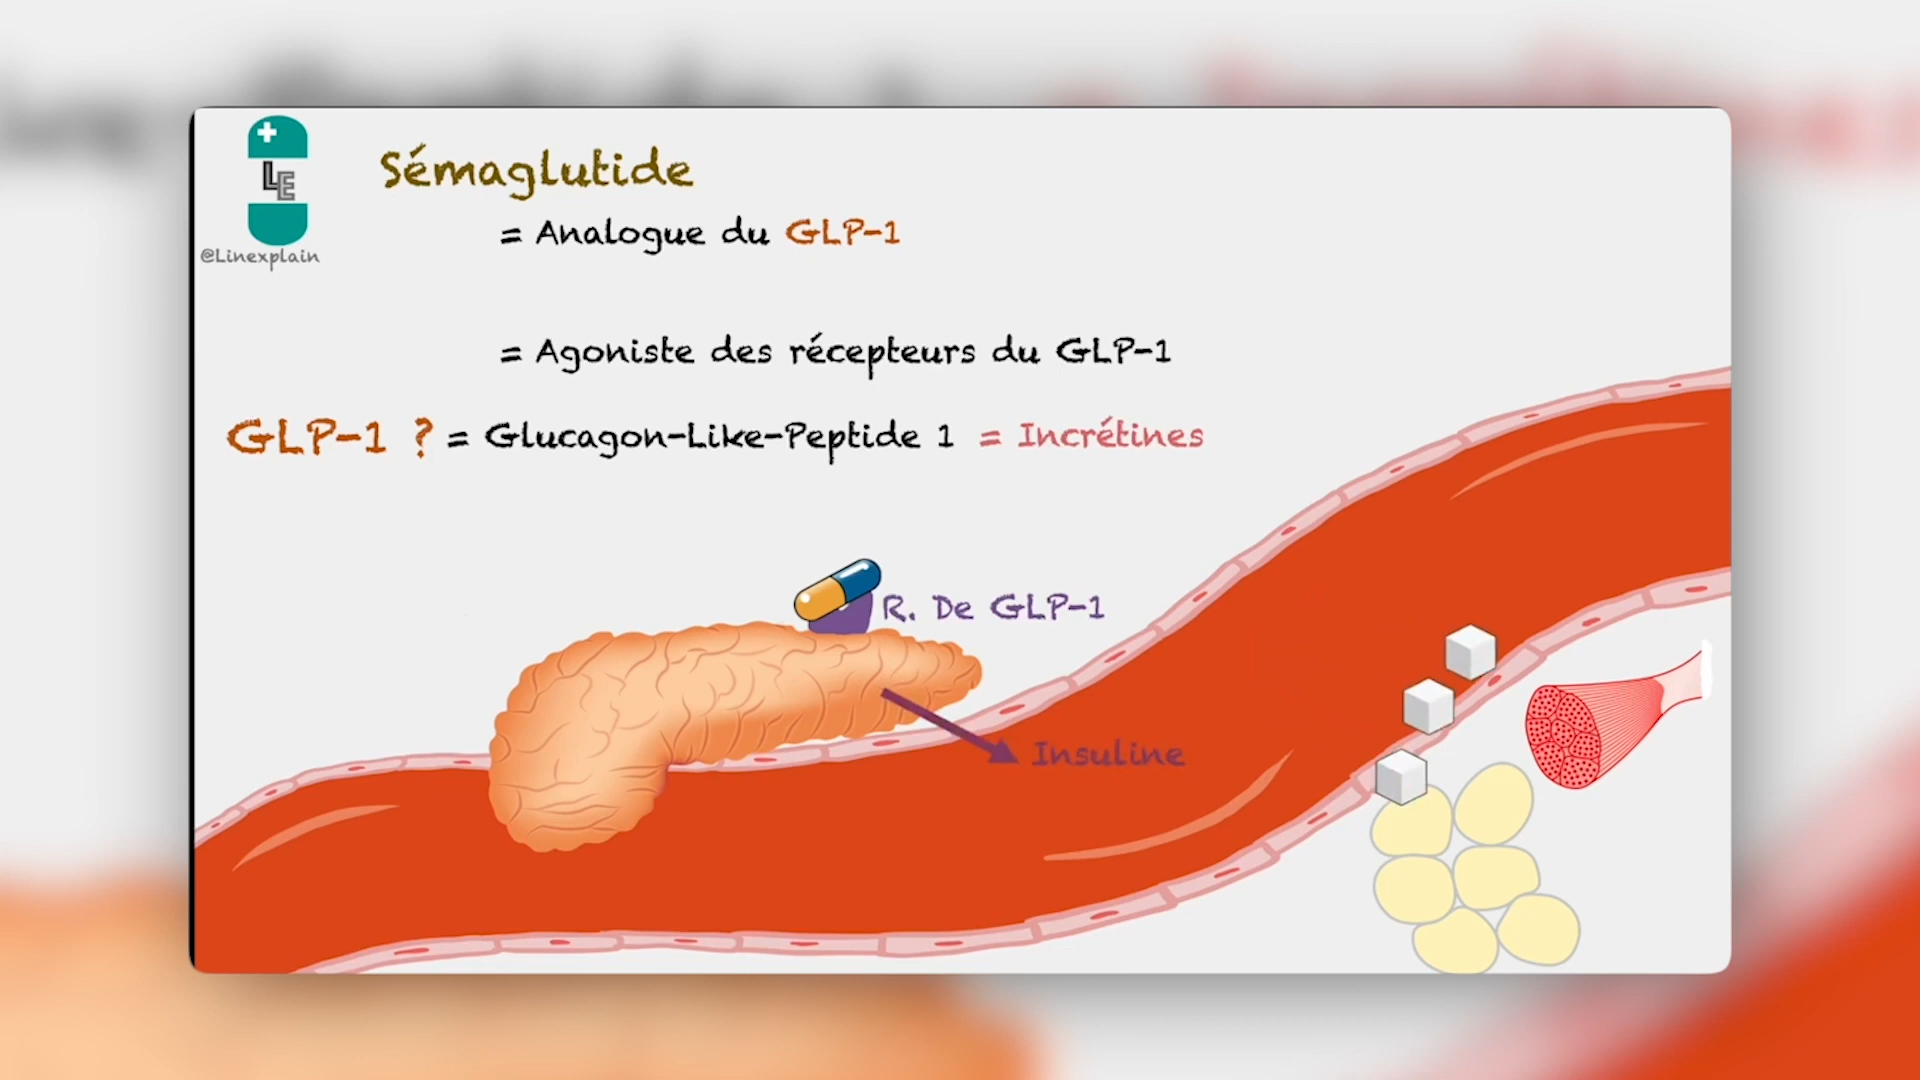 LE
@Linexplain
Sémaglutide
= Analogue du GLP-1
= Agoniste des récepteurs du GLP-1
GLP-1 ? = Glucagon-Like-Peptide 1 = Incrétines
R. De GLP-1
Insuline